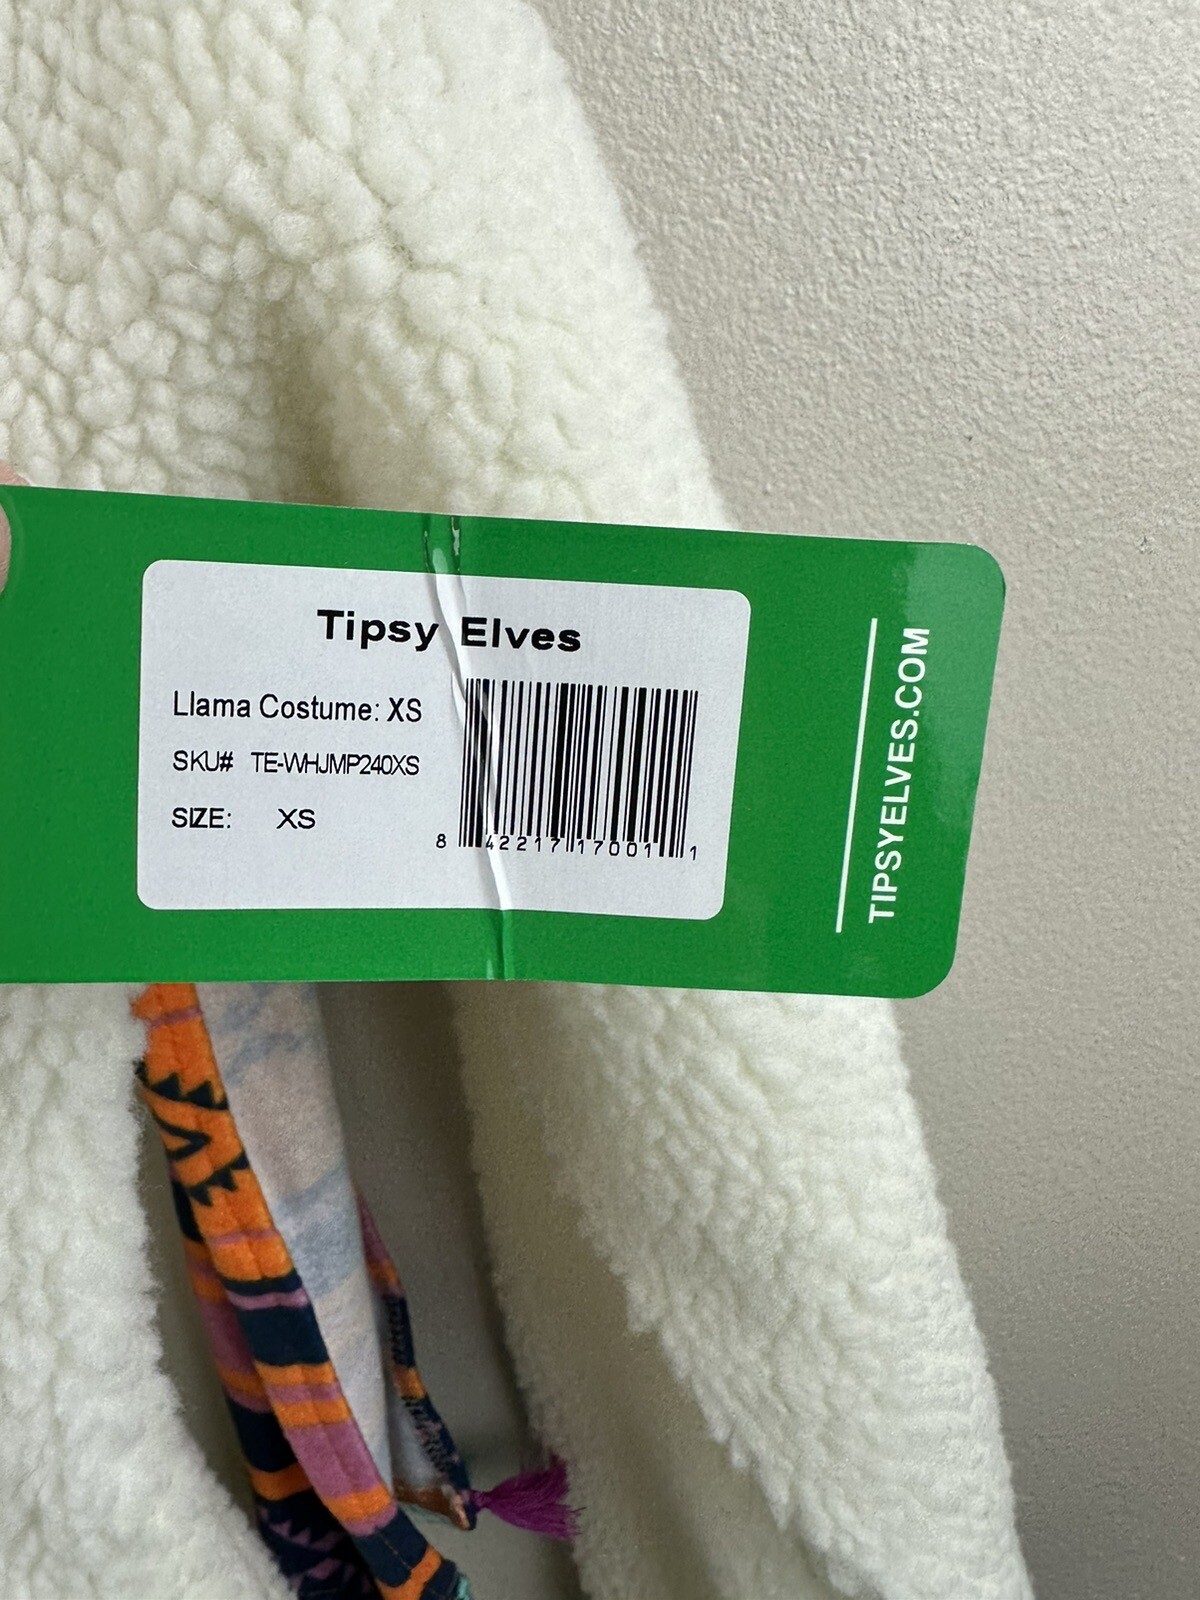 Tipsy Elves
Llama Costume: XS
SKU# TE-WHJMP240XS
SIZE: XS
8 42217 17001 1
TIPSYELVES.COM